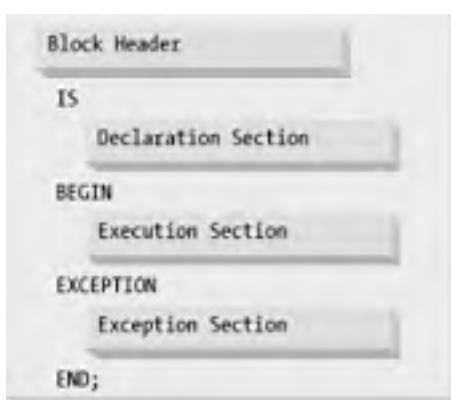 Block Header
IS
Declaration Section
BEGIN
Execution Section
EXCEPTION
Exception Section
END;